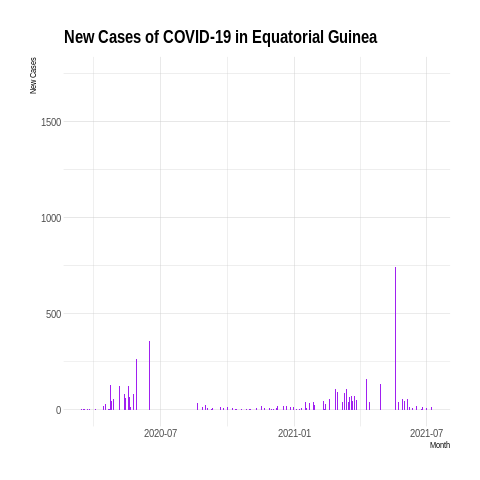 New Cases of COVID-19 in Equatorial Guinea
New Cases
1500
1000
500
0
2020-07
2021-01
2021-07
Month